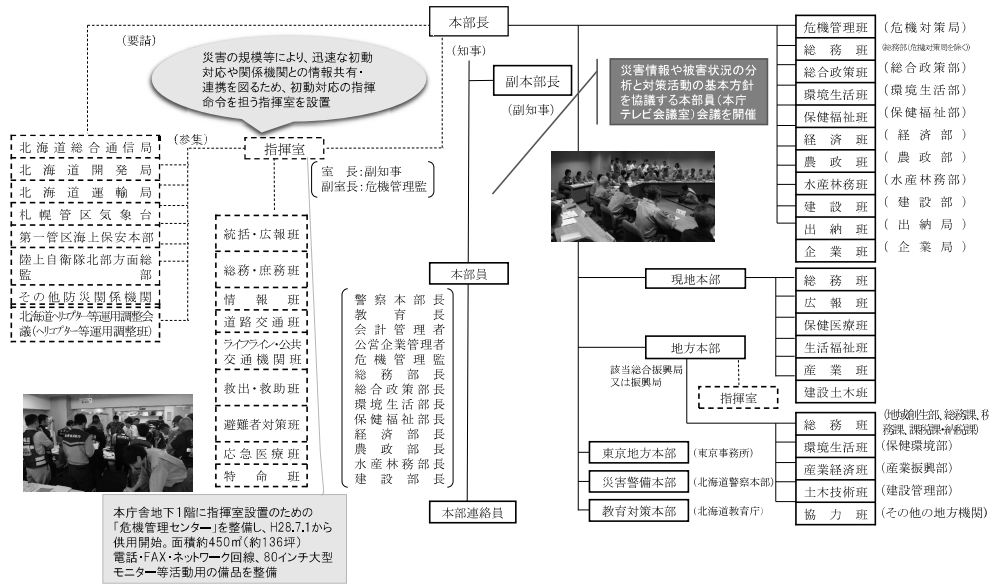 本部長
(知事)
(要請)
災害の規模等により、迅速な初動
対応や関係機関との情報共有・
連携を図るため、初動対応の指揮
命令を担う指揮室を設置
副本部長
(副知事)
災害情報や被害状況の分
析と対策活動の基本方針
を協議する本部員(本庁
テレビ会議室)会議を開催
(参集)
指揮室
室　長：副知事
副室長：危機管理監
北海道総合通信局
北海道開発局
北海道運輸局
札幌管区気象台
第一管区海上保安本部
陸上自衛隊北部方面総
監部
その他防災関係機関
北海道ヘリコプター等運用調整会
議(ヘリコプター等運用調整班)
統括・広報班
総務・庶務班
情報班
道路交通班
ライフライン・公共
交通機関班
救出・救助班
避難者対策班
応急医療班
特命班
本庁舎地下1階に指揮室設置のための
「危機管理センター」を整備し、H28.7.1から
供用開始。面積約450㎡(約136坪)
電話・FAX・ネットワーク回線、80インチ大型
モニター等活動用の備品を整備
本部員
警察本部長
教育長
会計管理者
公営企業管理者
危機管理監
総務部長
総合政策部長
環境生活部長
保健福祉部長
経済部長
農政部長
水産林務部長
建設部長
本部連絡員
危機管理班 (危機対策局)
総務班 (総務部(危機対策局を除く))
総合政策班 (総合政策部)
環境生活班 (環境生活部)
保健福祉班 (保健福祉部)
経済班 (経済部)
農政班 (農政部)
水産林務班 (水産林務部)
建設班 (建設部)
出納班 (出納局)
企業班 (企業局)
現地本部
総務班
広報班
保健医療班
生活福祉班
産業班
建設土木班
地方本部
該当総合振興局
又は振興局
指揮室
総務班 (地域創生部、総務課、税
務課、課税課・納税課)
環境生活班 (保健環境部)
産業経済班 (産業振興部)
土木技術班 (建設管理部)
協力班 (その他の地方機関)
東京地方本部 (東京事務所)
災害警備本部 (北海道警察本部)
教育対策本部 (北海道教育庁)